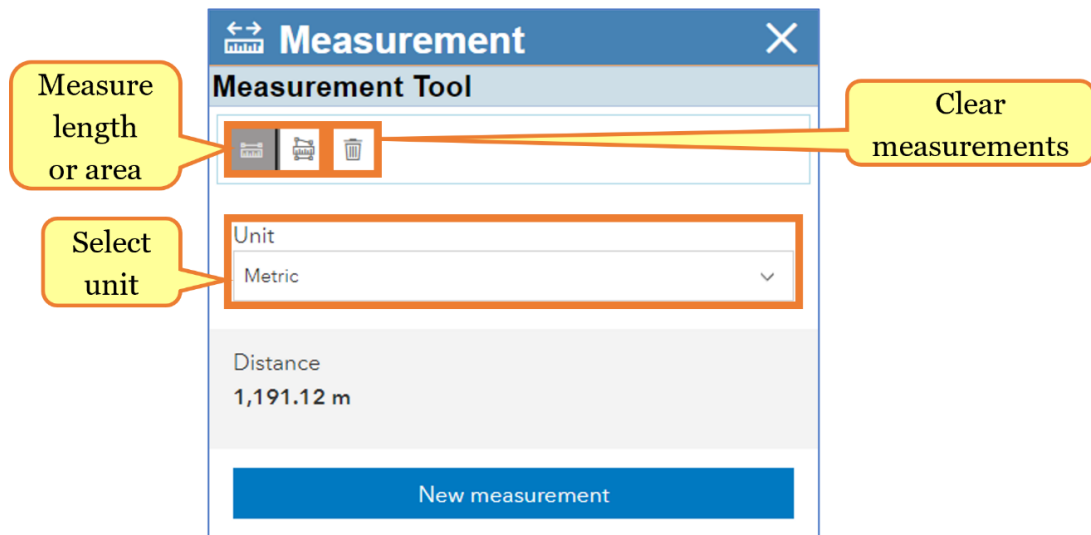 Measurement
Measurement Tool
Measure
length
or area
Clear
measurements
Select
unit
Unit
Metric
Distance
1,191.12 m
New measurement